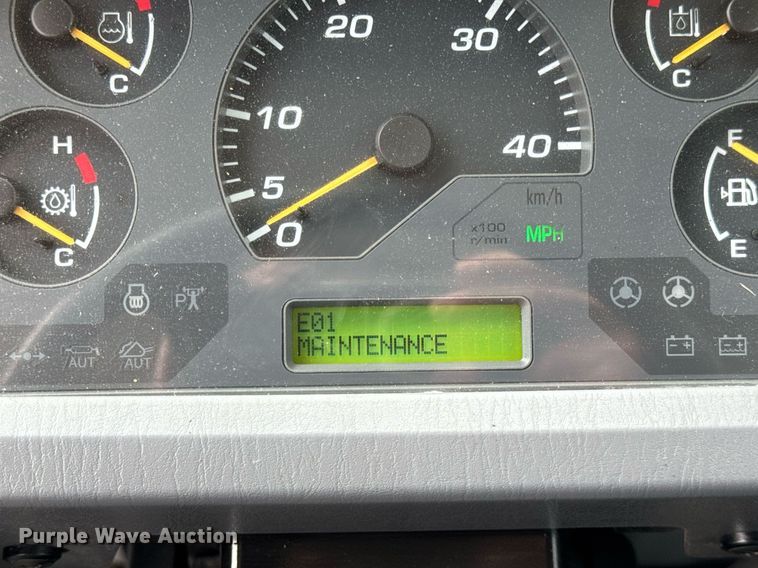 20
30
10
40
5
0
C
C
H
C
F
E
km/h
x100
r/min
MPH
P
AUT
AUT
E01
MAINTENANCE
Purple Wave Auction